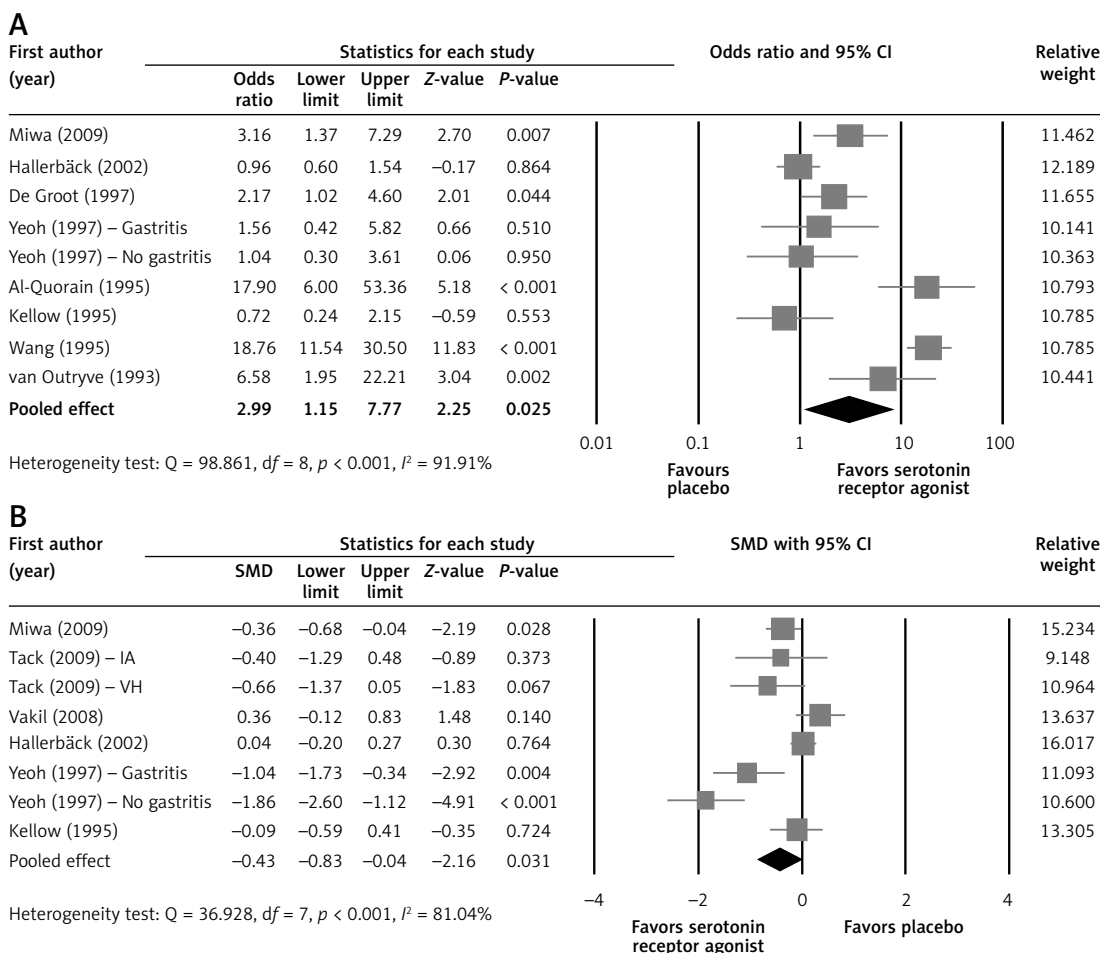 A
First author Statistics for each study Odds ratio and 95% CI Relative
(year) Odds Lower Upper Z-value P-value weight
ratio limit limit
Miwa (2009) 3.16 1.37 7.29 2.70 0.007 11.462
Hallerbäck (2002) 0.96 0.60 1.54 −0.17 0.864 12.189
De Groot (1997) 2.17 1.02 4.60 2.01 0.044 11.655
Yeoh (1997) – Gastritis 1.56 0.42 5.82 0.66 0.510 10.141
Yeoh (1997) – No gastritis 1.04 0.30 3.61 0.06 0.950 10.363
Al-Quorain (1995) 17.90 6.00 53.36 5.18 < 0.001 10.793
Kellow (1995) 0.72 0.24 2.15 −0.59 0.553 10.785
Wang (1995) 18.76 11.54 30.50 11.83 < 0.001 10.785
van Outryve (1993) 6.58 1.95 22.21 3.04 0.002 10.441
Pooled effect 2.99 1.15 7.77 2.25 0.025
0.01 0.1 1 10 100
Heterogeneity test: Q = 98.861, df = 8, p < 0.001, I² = 91.91%
Favours Favors serotonin
placebo receptor agonist
B
First author Statistics for each study SMD with 95% CI Relative
(year) SMD Lower Upper Z-value P-value weight
limit limit
Miwa (2009) −0.36 −0.68 −0.04 −2.19 0.028 15.234
Tack (2009) – IA −0.40 −1.29 0.48 −0.89 0.373 9.148
Tack (2009) – VH −0.66 −1.37 0.05 −1.83 0.067 10.964
Vakil (2008) 0.36 −0.12 0.83 1.48 0.140 13.637
Hallerbäck (2002) 0.04 −0.20 0.27 0.30 0.764 16.017
Yeoh (1997) – Gastritis −1.04 −1.73 −0.34 −2.92 0.004 11.093
Yeoh (1997) – No gastritis −1.86 −2.60 −1.12 −4.91 < 0.001 10.600
Kellow (1995) −0.09 −0.59 0.41 −0.35 0.724 13.305
Pooled effect −0.43 −0.83 −0.04 −2.16 0.031
−4 −2 0 2 4
Heterogeneity test: Q = 36.928, df = 7, p < 0.001, I² = 81.04%
Favors serotonin Favors placebo
receptor agonist